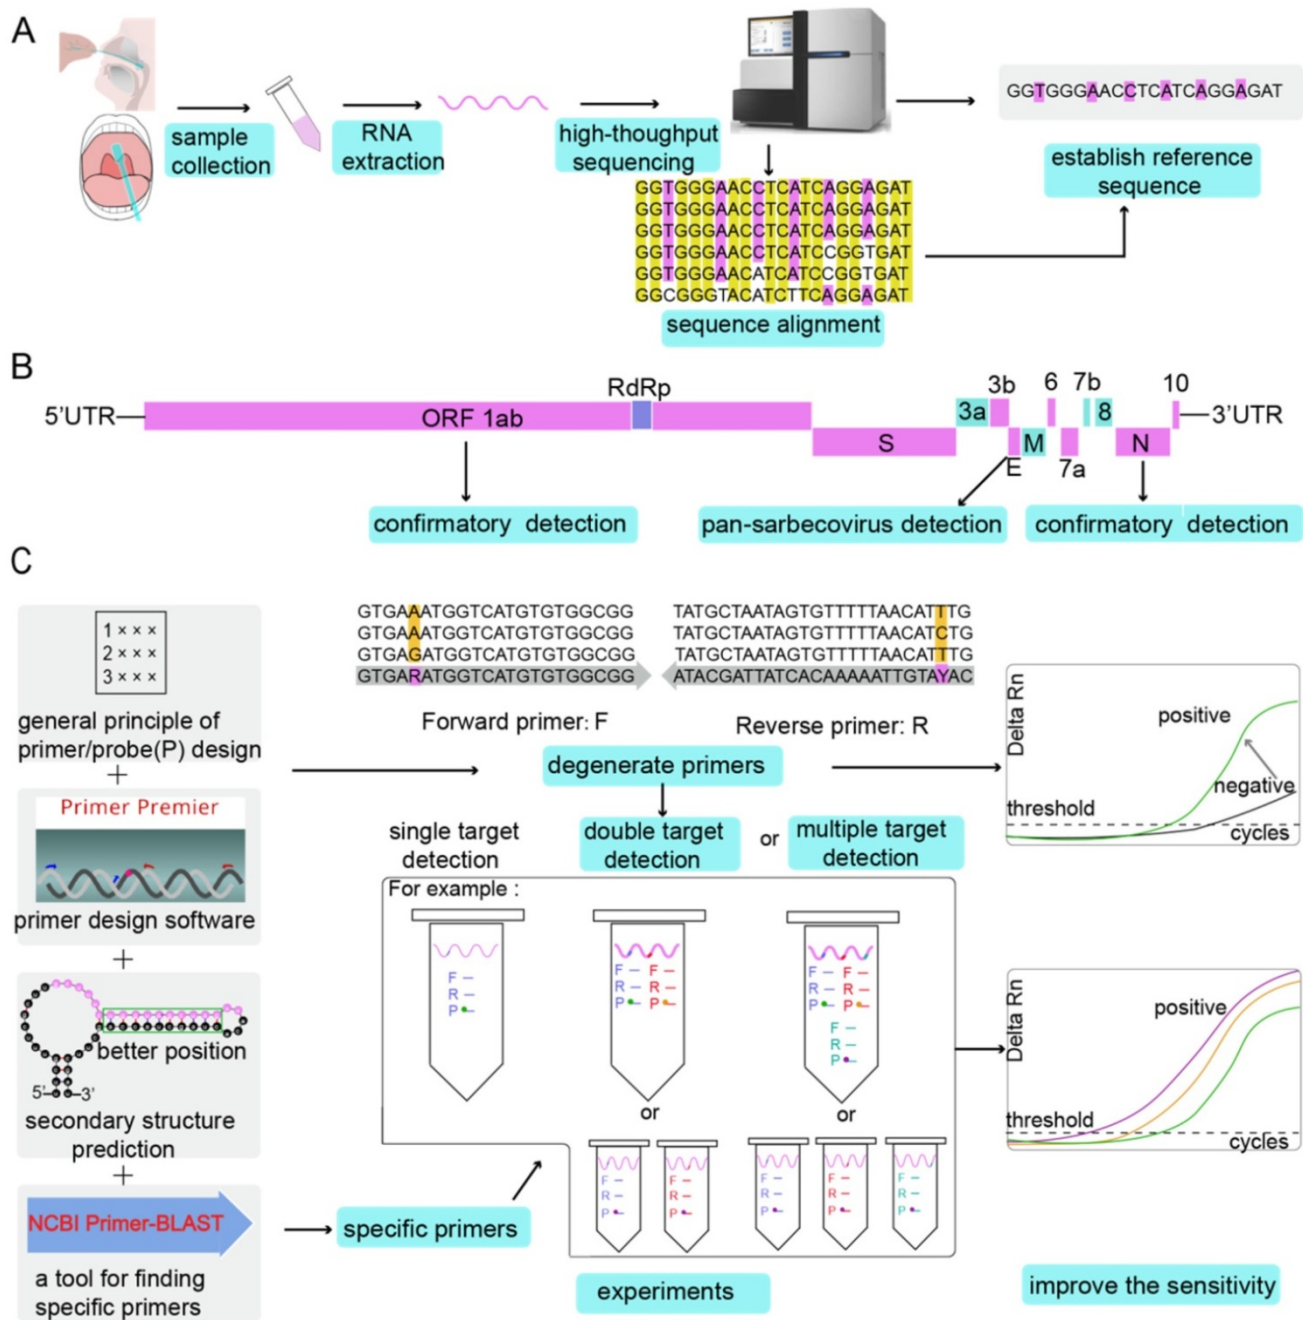 A
sample
collection
RNA
extraction
high-thoughput
sequencing
GGTGGGAACCTCATCAGGAGAT
establish reference
sequence
GGTGGGAACCTCATCAGGAGAT
GGTGGGAACCTCATCAGGAGAT
GGTGGGAACCTCATCAGGAGAT
GGTGGGAACCTCATCCGGTGAT
GGTGGGAACATCATCCGGTGAT
GGCGGGTACATCTTCAGGAGAT
sequence alignment
B
5'UTR
ORF 1ab
RdRp
S
3a
3b
E
M
6
7a
7b
8
N
10
3'UTR
confirmatory detection
pan-sarbecovirus detection
confirmatory detection
C
1 × × ×
2 × × ×
3 × × ×
general principle of
primer/probe(P) design
+
Primer Premier
primer design software
+
better position
5'
3'
secondary structure
prediction
+
NCBI Primer-BLAST
a tool for finding
specific primers
GTGAAATGGTCATGTGTGGCGG
GTGAAATGGTCATGTGTGGCGG
GTGAGATGGTCATGTGTGGCGG
GTGARATGGTCATGTGTGGCGG
TATGCTAATAGTGTTTTTAACATTTG
TATGCTAATAGTGTTTTTAACATCTG
TATGCTAATAGTGTTTTTAACATTTG
ATACGATTATCACAAAAATTGTAYAC
Forward primer: F
Reverse primer: R
degenerate primers
single target
detection
double target
detection
or
multiple target
detection
For example :
F
R
P
F F
R R
P P
F F
R R
P P
F
R
P
or
or
F
R
P
F
R
P
F
R
P
F
R
P
F
R
P
specific primers
experiments
Delta Rn
positive
negative
threshold
cycles
Delta Rn
positive
threshold
cycles
improve the sensitivity